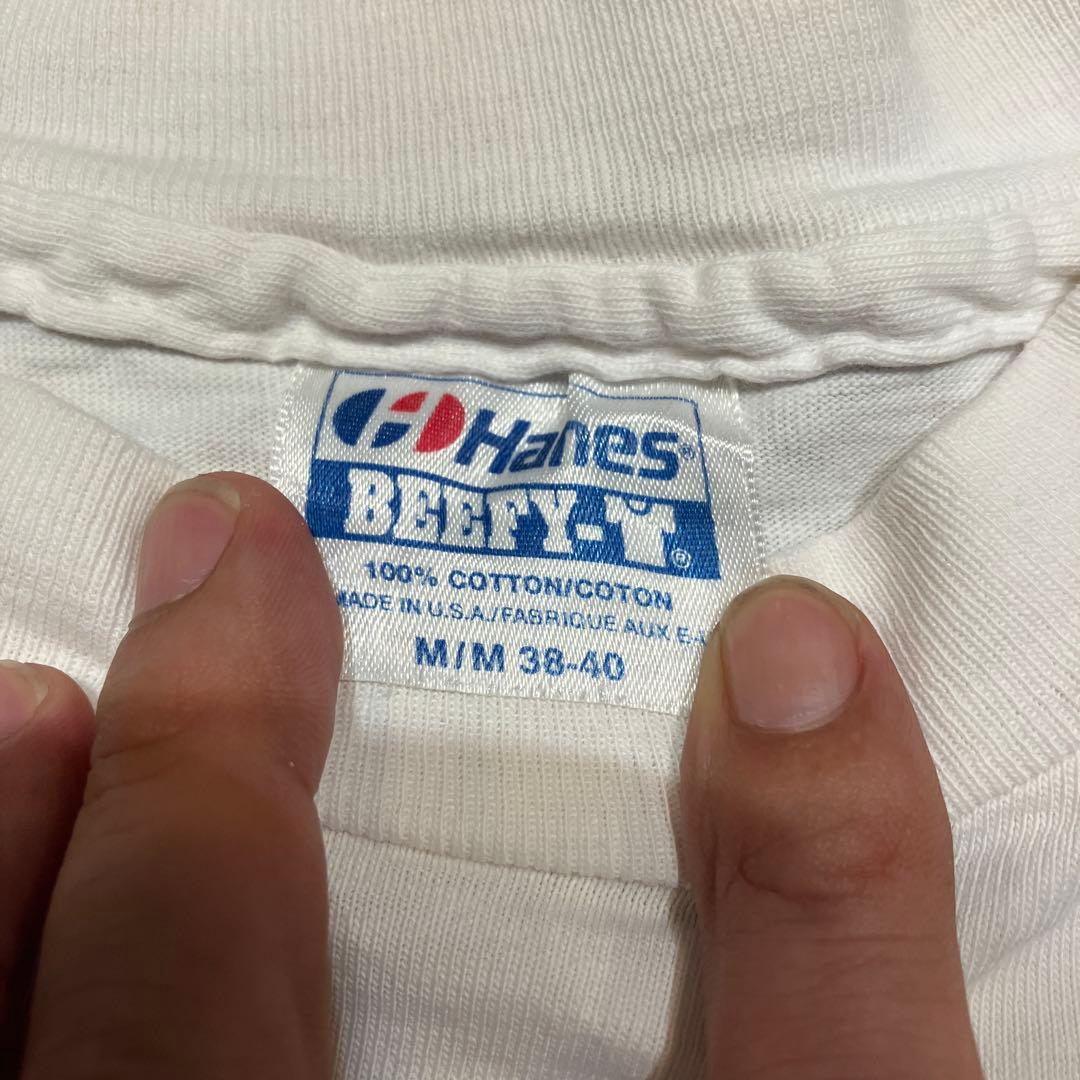 Hanes®
BEEFY-T®
100% COTTON/COTON
MADE IN U.S.A./FABRIQUE AUX E-
M/M 38-40